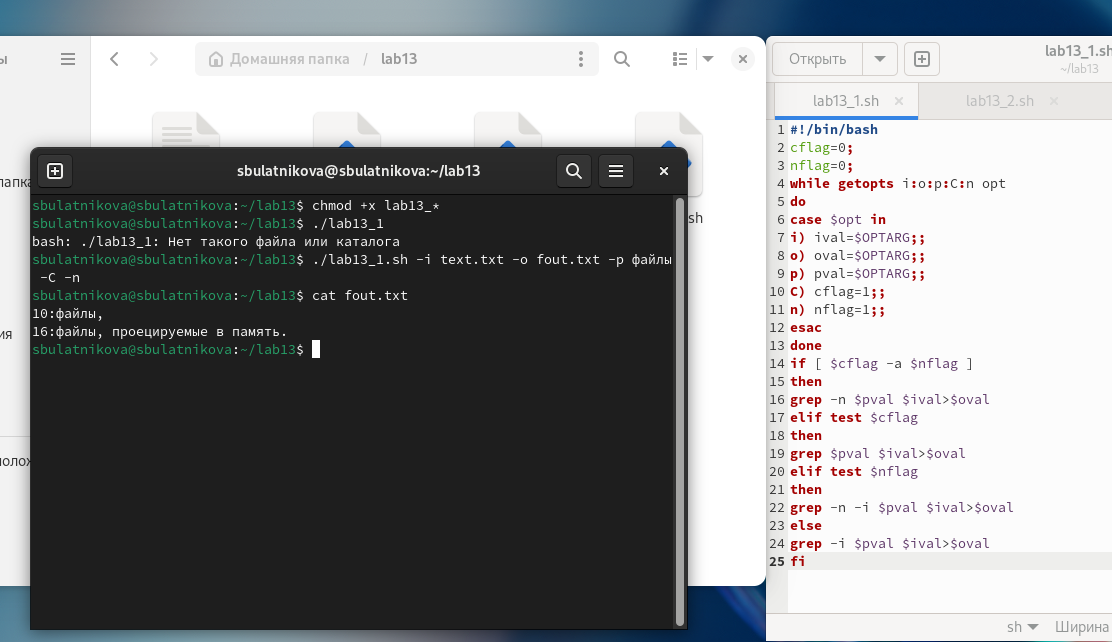 Домашняя папка / lab13
sbulatnikova@sbulatnikova:~/lab13
sbulatnikova@sbulatnikova:~/lab13$ chmod +x lab13_*
sbulatnikova@sbulatnikova:~/lab13$ ./lab13_1
bash: ./lab13_1: Нет такого файла или каталога
sbulatnikova@sbulatnikova:~/lab13$ ./lab13_1.sh -i text.txt -o fout.txt -p файлы
-C -n
sbulatnikova@sbulatnikova:~/lab13$ cat fout.txt
10:файлы,
16:файлы, проецируемые в память.
sbulatnikova@sbulatnikova:~/lab13$
Открыть
lab13_1.sh
~/lab13
lab13_1.sh lab13_2.sh
1 #!/bin/bash
2 cflag=0;
3 nflag=0;
4 while getopts i:o:p:C:n opt
5 do
6 case $opt in
7 i) ival=$OPTARG;;
8 o) oval=$OPTARG;;
9 p) pval=$OPTARG;;
10 C) cflag=1;;
11 n) nflag=1;;
12 esac
13 done
14 if [ $cflag -a $nflag ]
15 then
16 grep -n $pval $ival>$oval
17 elif test $cflag
18 then
19 grep $pval $ival>$oval
20 elif test $nflag
21 then
22 grep -n -i $pval $ival>$oval
23 else
24 grep -i $pval $ival>$oval
25 fi
sh Ширина